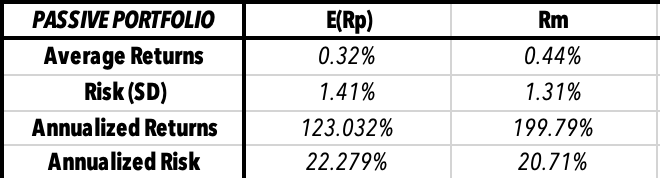 PASSIVE PORTFOLIO E(Rp) Rm
Average Returns 0.32% 0.44%
Risk (SD) 1.41% 1.31%
Annualized Returns 123.032% 199.79%
Annualized Risk 22.279% 20.71%